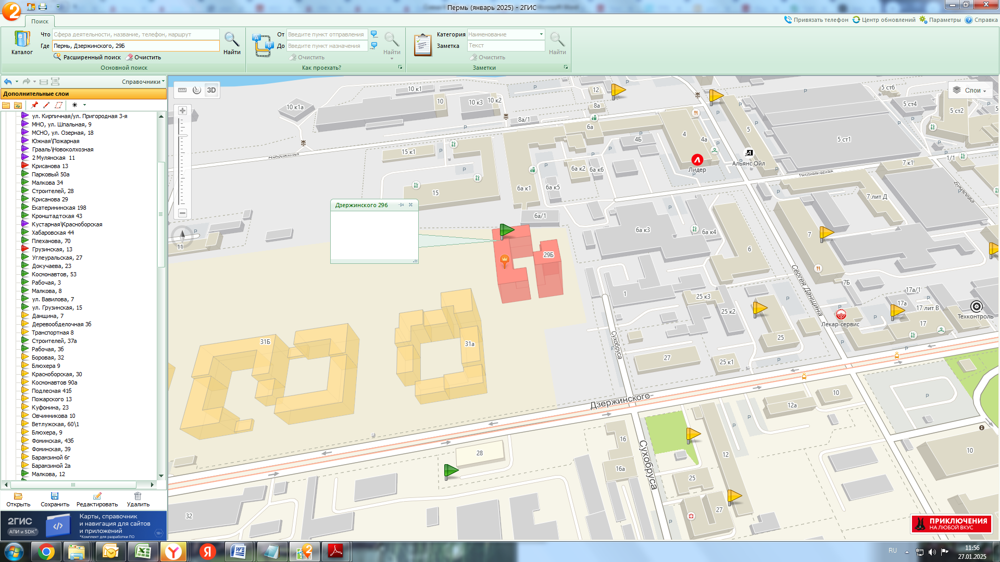 Пермь (январь 2025) - 2ГИС
Поиск
Привязать телефон
Центр обновлений
Параметры
Справка
Каталог
Что
Сфера деятельности, название, телефон, маршрут
Где
Пермь, Дзержинского, 29Б
Расширенный поиск
Очистить
Найти
Основной поиск
От
Введите пункт отправления
До
Введите пункт назначения
Очистить
Найти
Как проехать?
Категория
Наименование
Заметка
Текст
Очистить
Найти
Заметки
Справочники
Дополнительные слои
ул. Кирпичная/ул. Пригородная 3-я
МНО, ул. Шпальная, 9
МСНО, ул. Озерная, 18
Южная\Пожарная
Грааль\Новоколхозная
2 Мулянская 11
Крисанова 13
Парковый 50а
Малкова 34
Строителей, 28
Крисанова 29
Екатерининская 198
Кронштадтская 43
Кустарная\Красноборская
Хабаровская 44
Плеханова, 70
Грузинская, 13
Углеуральская, 27
Докучаева, 23
Космонавтов, 53
Рабочая, 3
Малкова, 8
ул. Вавилова, 7
ул. Грузинская, 15
Данщина, 7
Деревообделочная 3б
Транспортная 8
Строителей, 37а
Рабочая, 3б
Боровая, 32
Блюхера 9
Красноборская, 30
Космонавтов 90а
Подлесная 41б
Пожарского 13
Куфонина, 23
Овчинникова 10
Ветлужская, 60\1
Блюхера, 9
Фоминская, 43б
Фоминская, 39
Барамзиной 6г
Барамзиной 2а
Малкова, 12
Открыть
Сохранить
Редактировать
Удалить
2ГИС
АПИ и SDK*
Карты, справочник
и навигация для сайтов
и приложений
*Комплект для разработки ПО
18+
3D
Слои
10 к1
10 к1а
10
10 к3
10 к2
12
8а
8а/1
6а
4Б
4
4а
5
5 ст1
5 ст6
5 ст4
5 ст2
1/1
7 к1
Набережная
15 к1
15
6а к1
6а к2
6а к6
6а к5
6а/1
6а к3
6а к4
Лидер
Альянс Ойл
Лесозаводская
Букирева
7 лит Д
7
6
7Б
11
Дзержинского 29б
29Б
31Б
31а
1
25 к3
25 к2
25
25 к1
27
17а/1
17а
17 лит В
17
Техконтроль
Лекар-сервис
Сергея Данщина
Сухобруса
Дзержинского
Сухобруса
10
12а
12
16
16а
25
27
28
32
10
ПРИКЛЮЧЕНИЯ
НА ЛЮБОЙ ВКУС
RU
11:56
27.01.2025